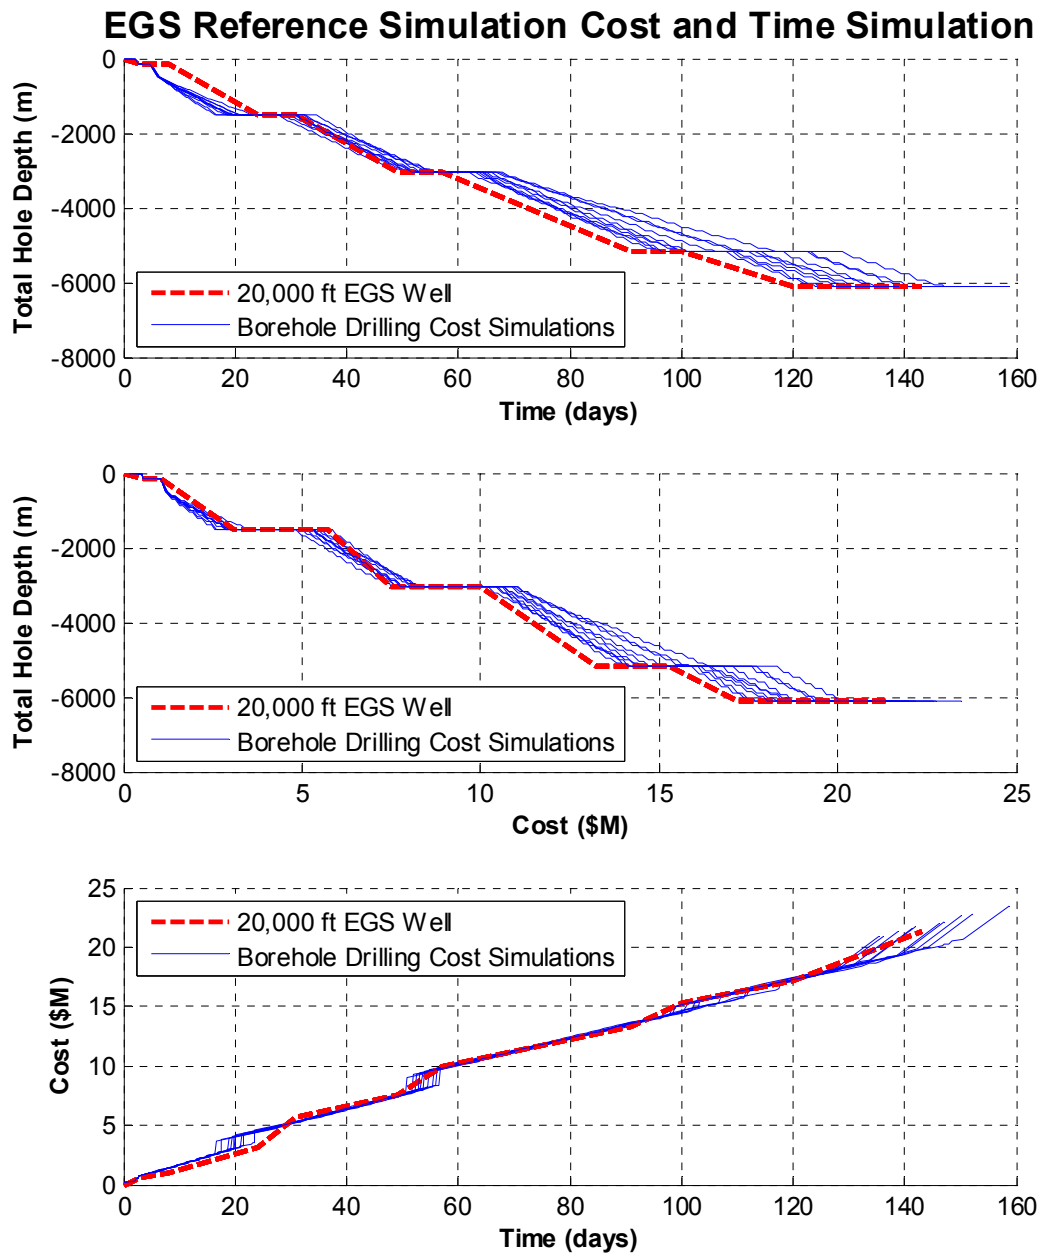 EGS Reference Simulation Cost and Time Simulation
0
-2000
-4000
-6000
-8000
Total Hole Depth (m)
20,000 ft EGS Well
Borehole Drilling Cost Simulations
0 20 40 60 80 100 120 140 160
Time (days)
0
-2000
-4000
-6000
-8000
Total Hole Depth (m)
20,000 ft EGS Well
Borehole Drilling Cost Simulations
0 5 10 15 20 25
Cost ($M)
25
20
15
10
5
0
Cost ($M)
20,000 ft EGS Well
Borehole Drilling Cost Simulations
0 20 40 60 80 100 120 140 160
Time (days)